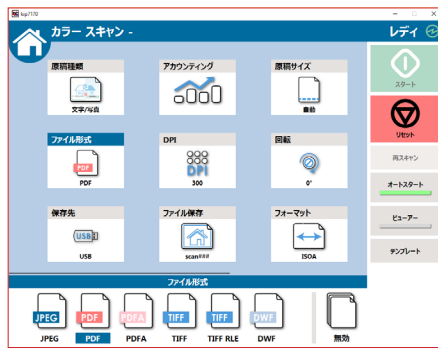 kip7170
カラー スキャン -
レディ
原稿種類
アカウンティング
原稿サイズ
スタート
文字/写真
自動
リセット
ファイル形式
DPI
回転
PDF
DPI
再スキャン
PDF
300
0°
オートスタート
保存先
ファイル保存
フォーマット
ビューアー
USB
USB
scan###
ISOA
テンプレート
ファイル形式
JPEG
PDF
PDFA
TIFF
TIFF
DWF
JPEG
PDF
PDFA
TIFF
TIFF RLE
DWF
無効